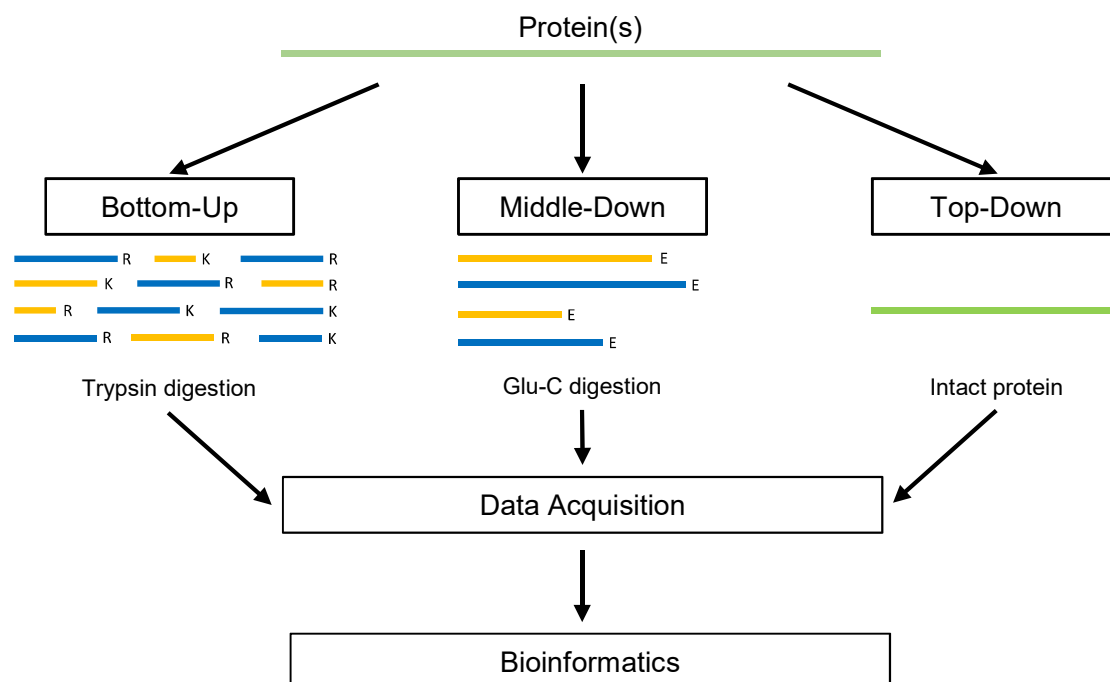 Protein(s)
Bottom-Up
Middle-Down
Top-Down
R K R
K R R
R K K
R R K
E
E
E
E
Trypsin digestion
Glu-C digestion
Intact protein
Data Acquisition
Bioinformatics